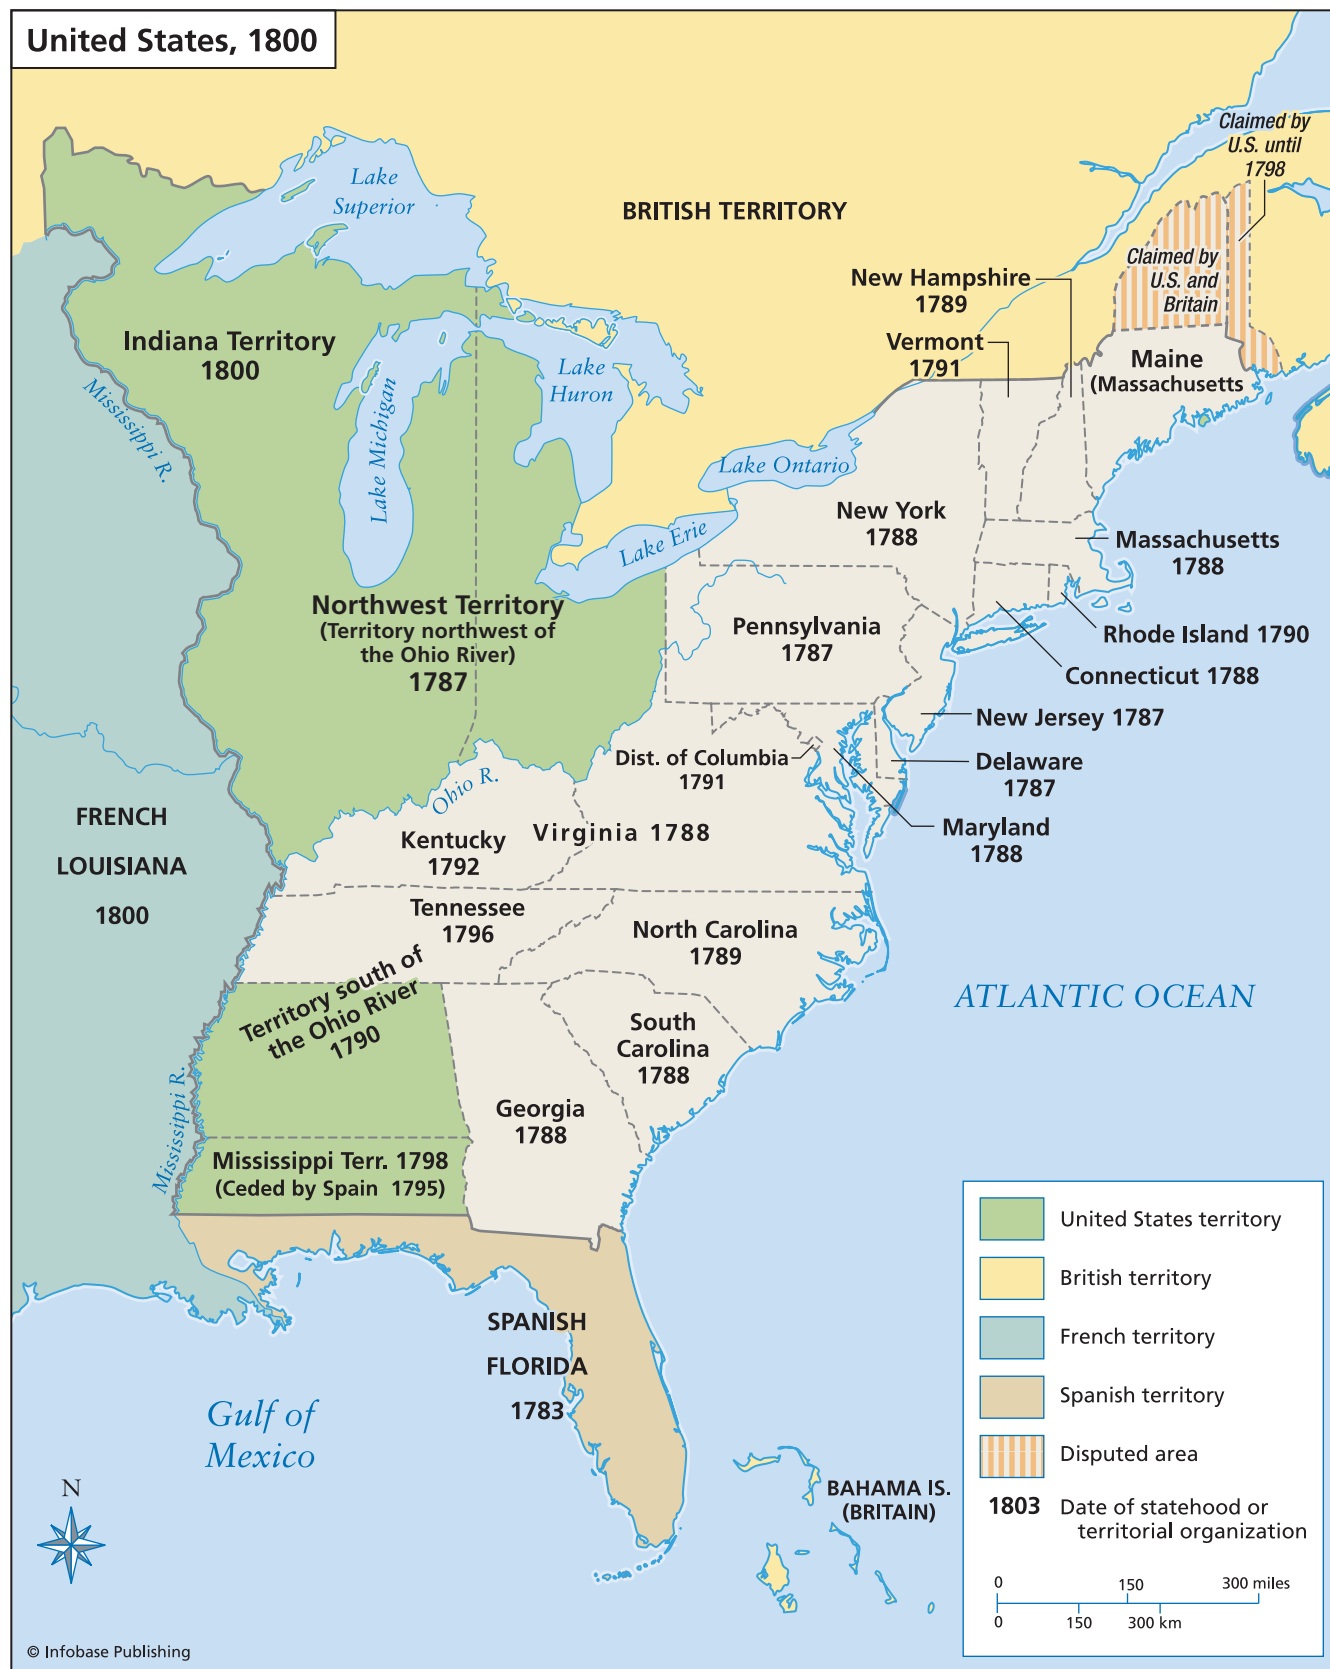 United States, 1800
Claimed by
U.S. until
1798
Lake
Superior
BRITISH TERRITORY
Claimed by
U.S. and
Britain
New Hampshire
1789
Indiana Territory
1800
Vermont
1791
Maine
(Massachusetts
Lake
Huron
Mississippi R.
Lake Michigan
Lake Ontario
New York
1788
Lake Erie
Massachusetts
1788
Northwest Territory
(Territory northwest of
the Ohio River)
1787
Pennsylvania
1787
Rhode Island 1790
Connecticut 1788
New Jersey 1787
Dist. of Columbia
1791
Delaware
1787
Ohio R.
FRENCH
LOUISIANA
1800
Kentucky
1792
Virginia 1788
Maryland
1788
Tennessee
1796
North Carolina
1789
Territory south of
the Ohio River
1790
ATLANTIC OCEAN
South
Carolina
1788
Mississippi R.
Georgia
1788
Mississippi Terr. 1798
(Ceded by Spain 1795)
SPANISH
FLORIDA
1783
Gulf of
Mexico
BAHAMA IS.
(BRITAIN)
N
United States territory
British territory
French territory
Spanish territory
Disputed area
1803 Date of statehood or
territorial organization
0 150 300 miles
0 150 300 km
© Infobase Publishing